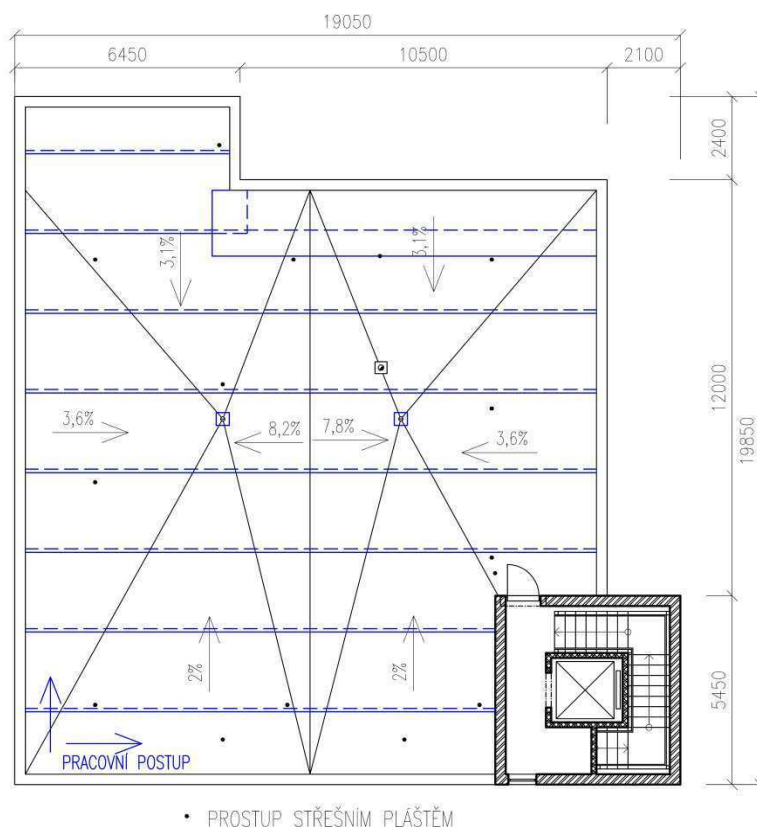 19050
6450 10500 2100
2400
3,1% 3,1%
12000
19850
3,6% 8,2% 7,8% 3,6%
2% 2%
5450
PRACOVNÍ POSTUP
• PROSTUP STŘEŠNÍM PLÁŠTĚM